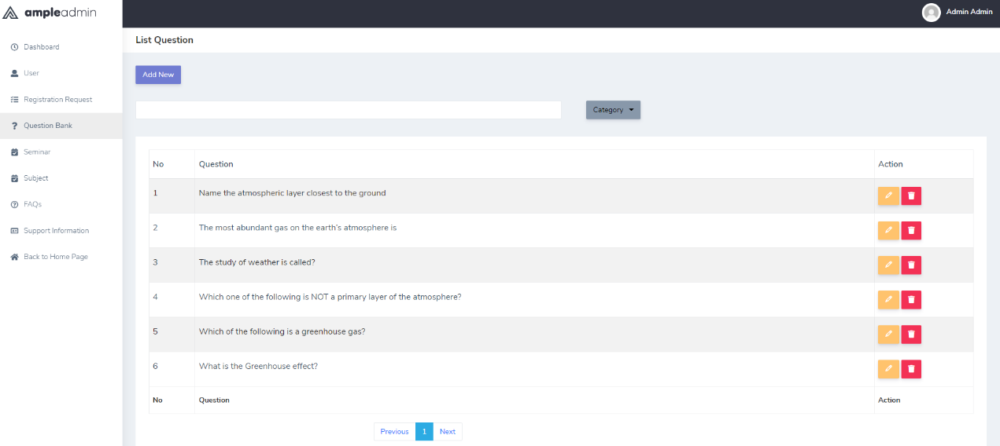 ampleadmin
Admin Admin
Dashboard
User
Registration Request
Question Bank
Seminar
Subject
FAQs
Support Information
Back to Home Page
List Question
Add New
Category
No Question Action
1 Name the atmospheric layer closest to the ground
2 The most abundant gas on the earth's atmosphere is
3 The study of weather is called?
4 Which one of the following is NOT a primary layer of the atmosphere?
5 Which of the following is a greenhouse gas?
6 What is the Greenhouse effect?
No Question Action
Previous 1 Next